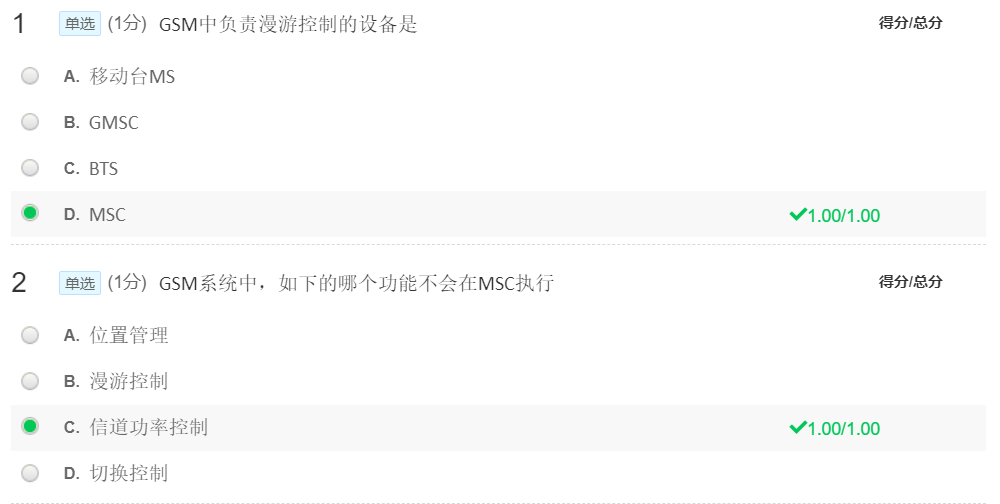 1 单选 (1分) GSM中负责漫游控制的设备是 得分/总分
A. 移动台MS
B. GMSC
C. BTS
D. MSC 1.00/1.00
2 单选 (1分) GSM系统中，如下的哪个功能不会在MSC执行 得分/总分
A. 位置管理
B. 漫游控制
C. 信道功率控制 1.00/1.00
D. 切换控制